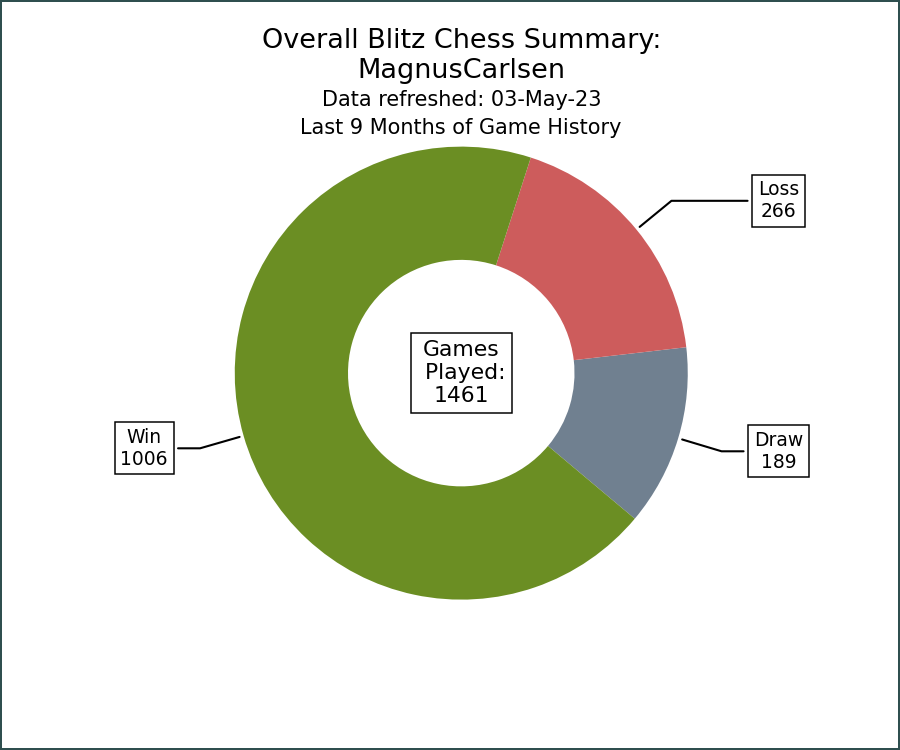 Overall Blitz Chess Summary:
MagnusCarlsen
Data refreshed: 03-May-23
Last 9 Months of Game History
Loss
266
Games
Played:
1461
Win
1006
Draw
189